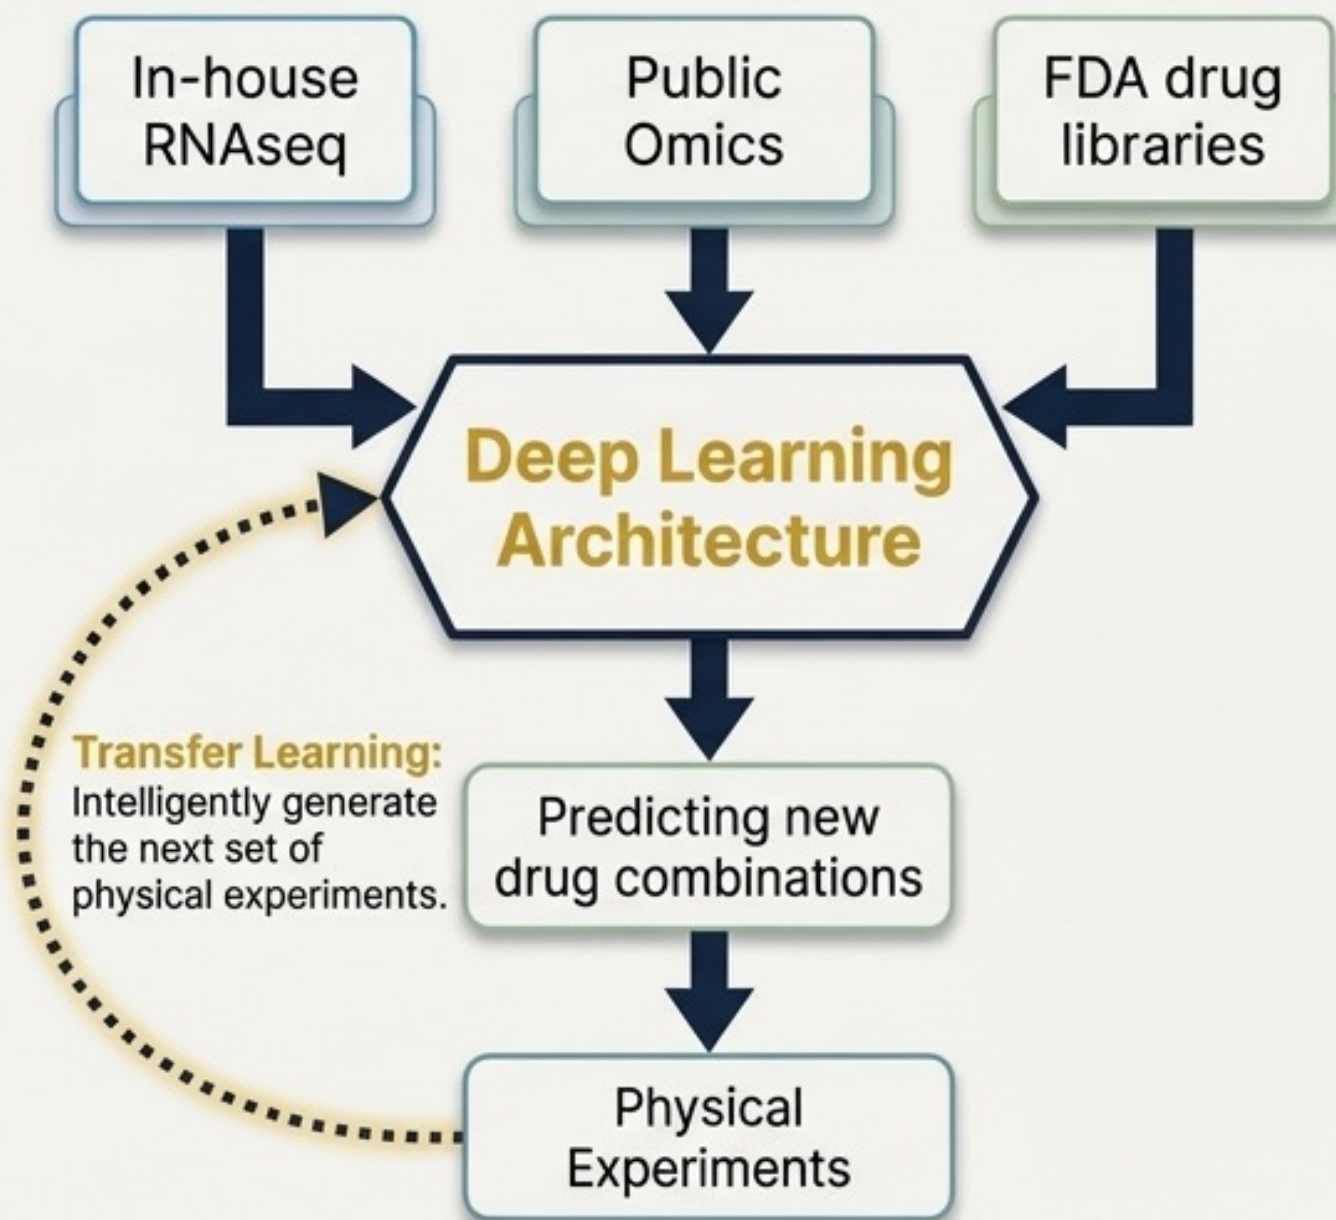 In-house
RNAseq
Public
Omics
FDA drug
libraries
Deep Learning
Architecture
Transfer Learning:
Intelligently generate
the next set of
physical experiments.
Predicting new
drug combinations
Physical
Experiments